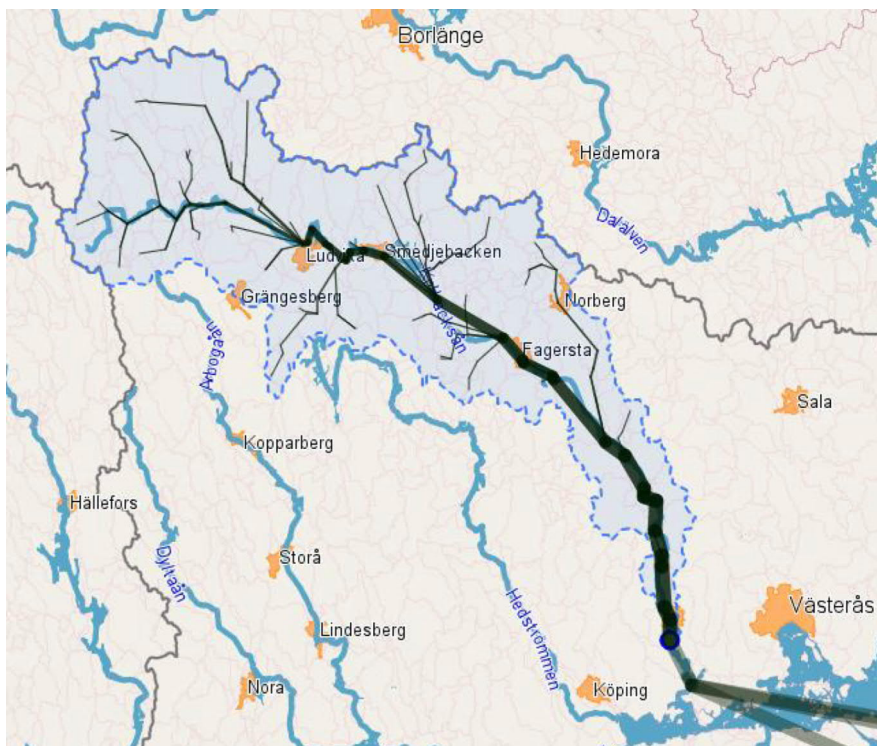 Borlänge
Hedemora
Dalälven
Ludvika
Smedjebacken
Grängesberg
Norberg
Arbogaån
Fagersta
Sala
Kopparberg
Hällefors
Dyltaån
Storå
Hedströmmen
Västerås
Lindesberg
Nora
Köping